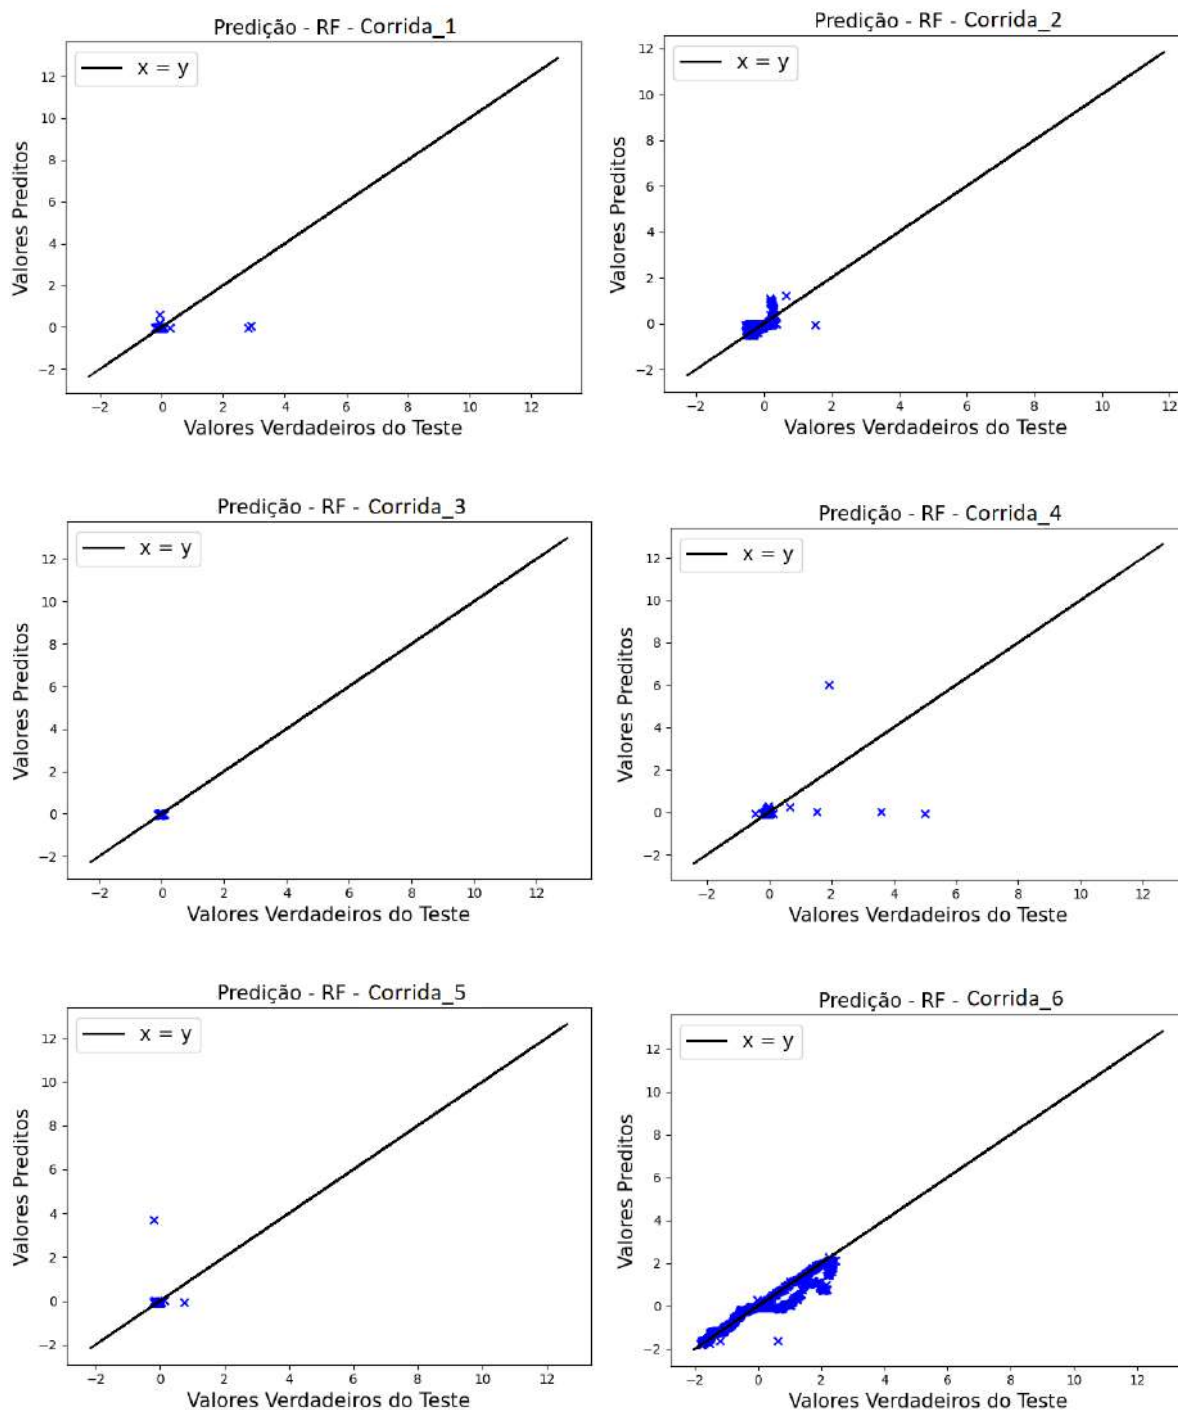 Predição - RF - Corrida_1
x = y
Valores Preditos
12
10
8
6
4
2
0
−2
−2 0 2 4 6 8 10 12
Valores Verdadeiros do Teste
Predição - RF - Corrida_2
x = y
Valores Preditos
12
10
8
6
4
2
0
−2
−2 0 2 4 6 8 10 12
Valores Verdadeiros do Teste
Predição - RF - Corrida_3
x = y
Valores Preditos
12
10
8
6
4
2
0
−2
−2 0 2 4 6 8 10 12
Valores Verdadeiros do Teste
Predição - RF - Corrida_4
x = y
Valores Preditos
12
10
8
6
4
2
0
−2
−2 0 2 4 6 8 10 12
Valores Verdadeiros do Teste
Predição - RF - Corrida_5
x = y
Valores Preditos
12
10
8
6
4
2
0
−2
−2 0 2 4 6 8 10 12
Valores Verdadeiros do Teste
Predição - RF - Corrida_6
x = y
Valores Preditos
12
10
8
6
4
2
0
−2
−2 0 2 4 6 8 10 12
Valores Verdadeiros do Teste